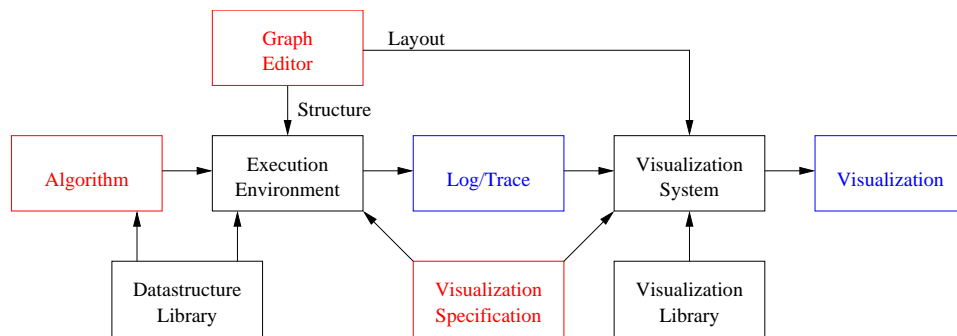 Graph
Editor
Layout
Structure
Algorithm
Execution
Environment
Log/Trace
Visualization
System
Visualization
Datastructure
Library
Visualization
Specification
Visualization
Library